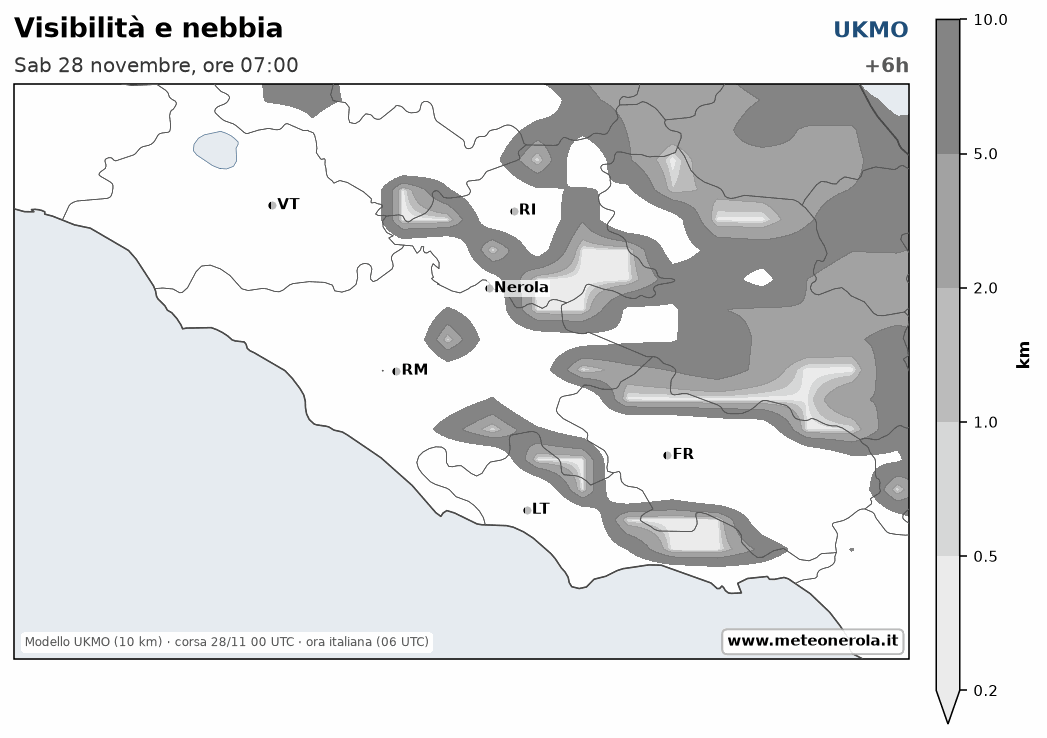 Visibilità e nebbia
UKMO
Sab 28 novembre, ore 07:00
+6h
10.0
5.0
2.0
1.0
0.5
0.2
km
VT
RI
Nerola
RM
FR
LT
Modello UKMO (10 km) · corsa 28/11 00 UTC · ora italiana (06 UTC)
www.meteonerola.it